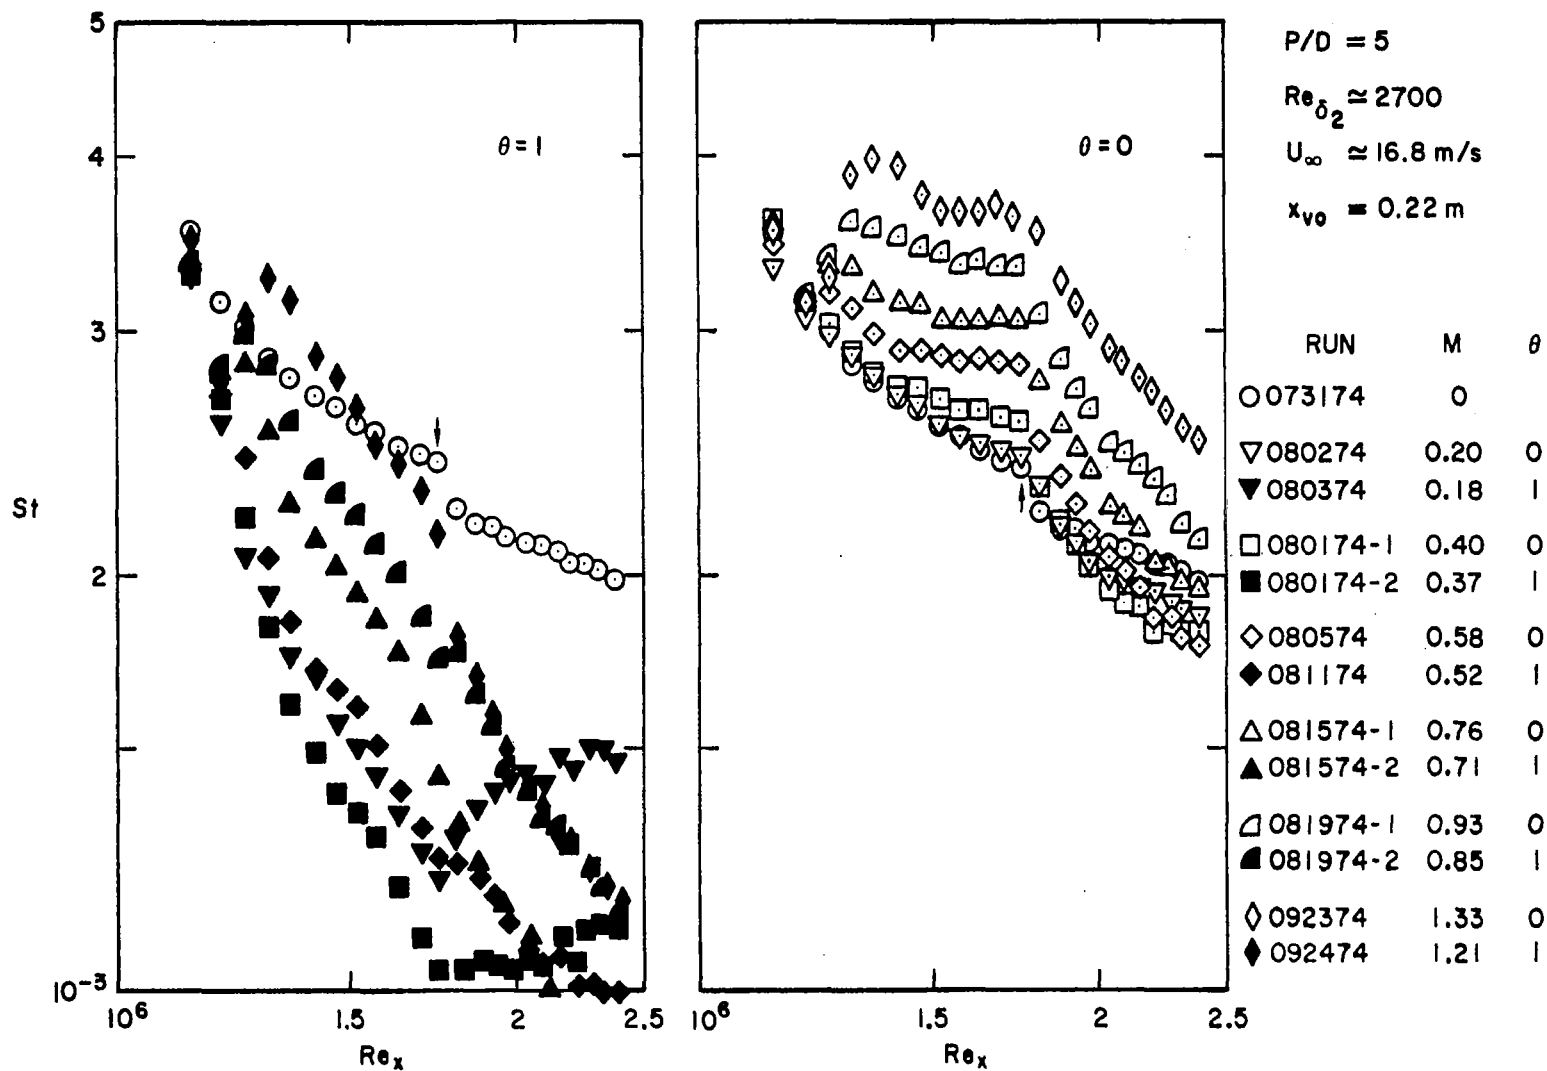 5
4
3
2
10⁻³
St
θ = 1
10⁶ 1.5 2 2.5
Reₓ
θ = 0
10⁶ 1.5 2 2.5
Reₓ
P/D = 5
Re_δ₂ ≃ 2700
U∞ ≃ 16.8 m/s
x_vo = 0.22 m
RUN M θ
073174 0
080274 0.20 0
080374 0.18 1
080174-1 0.40 0
080174-2 0.37 1
080574 0.58 0
081174 0.52 1
081574-1 0.76 0
081574-2 0.71 1
081974-1 0.93 0
081974-2 0.85 1
092374 1.33 0
092474 1.21 1